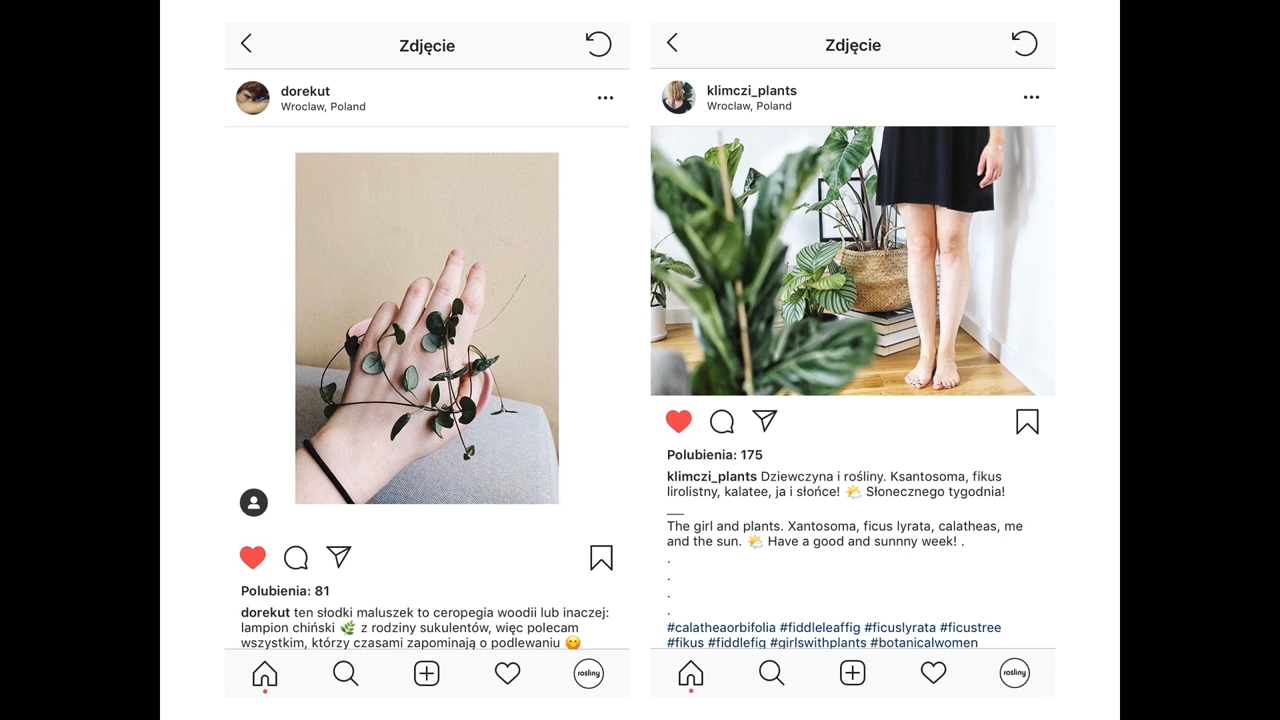 Zdjęcie
dorekut
Wroclaw, Poland
Polubienia: 81
dorekut ten słodki maluszek to ceropegia woodii lub inaczej:
lampion chiński 🌿 z rodziny sukulentów, więc polecam
wszystkim, którzy czasami zapominają o podlewaniu 😋
rośliny
Zdjęcie
klimczi_plants
Wroclaw, Poland
Polubienia: 175
klimczi_plants Dziewczyna i rośliny. Ksantosoma, fikus
lirolistny, kalatee, ja i słońce! 🌤 Słonecznego tygodnia!
___
The girl and plants. Xantosoma, ficus lyrata, calatheas, me
and the sun. 🌤 Have a good and sunnny week! .
.
.
.
.
#calatheaorbifolia #fiddleleaffig #ficuslyrata #ficustree
#fikus #fiddlefig #girlswithplants #botanicalwomen
rośliny